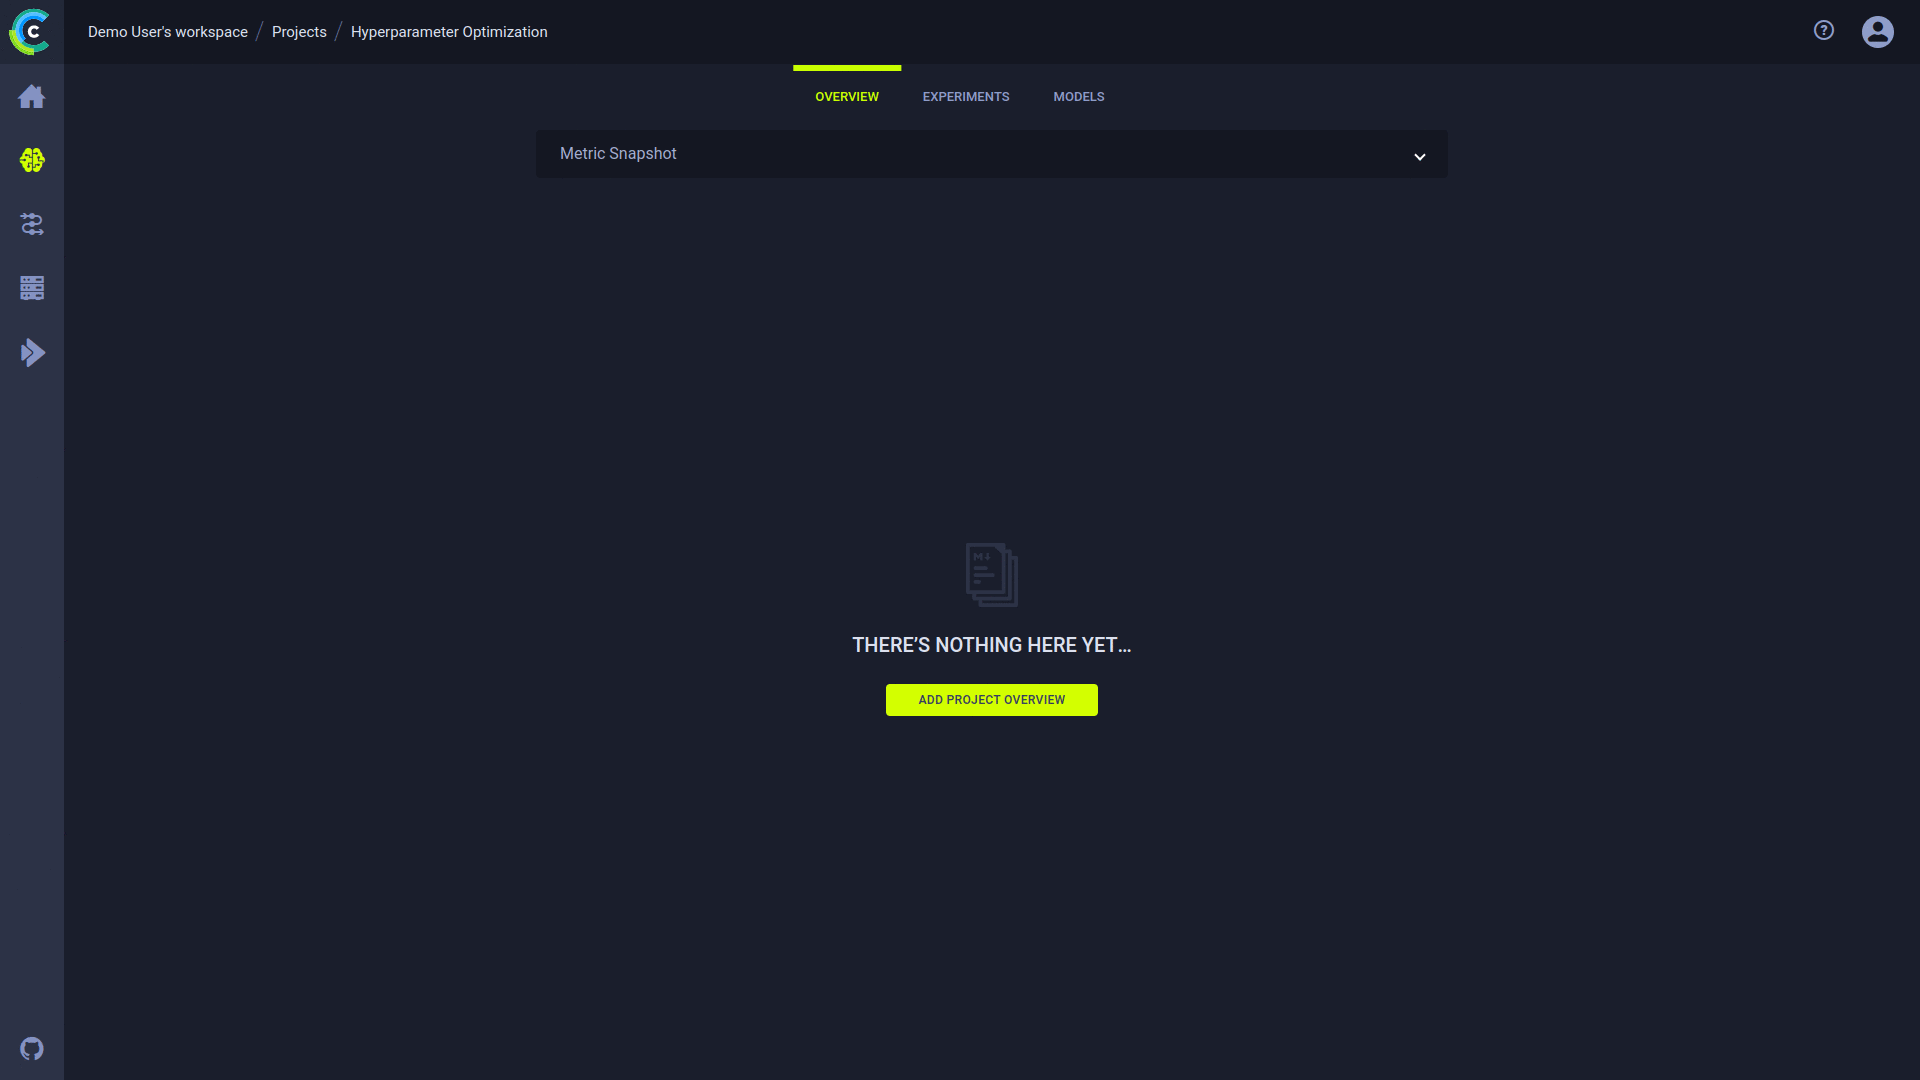 Demo User's workspace / Projects / Hyperparameter Optimization
OVERVIEW EXPERIMENTS MODELS
Metric Snapshot
THERE’S NOTHING HERE YET…
ADD PROJECT OVERVIEW